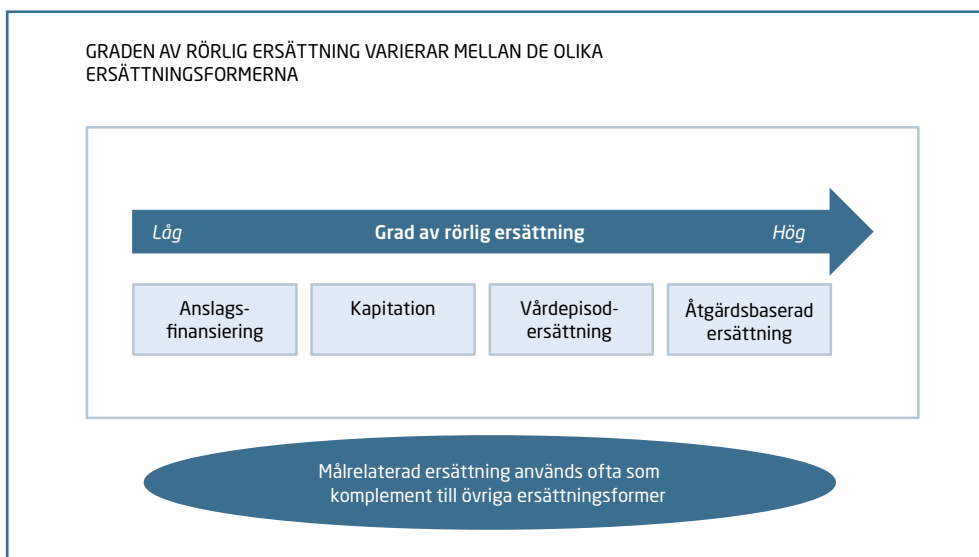 GRADEN AV RÖRLIG ERSÄTTNING VARIERAR MELLAN DE OLIKA
ERSÄTTNINGSFORMERNA
Låg
Grad av rörlig ersättning
Hög
Anslags-
finansiering
Kapitation
Vårdepisod-
ersättning
Åtgärdsbaserad
ersättning
Målrelaterad ersättning används ofta som
komplement till övriga ersättningsformer